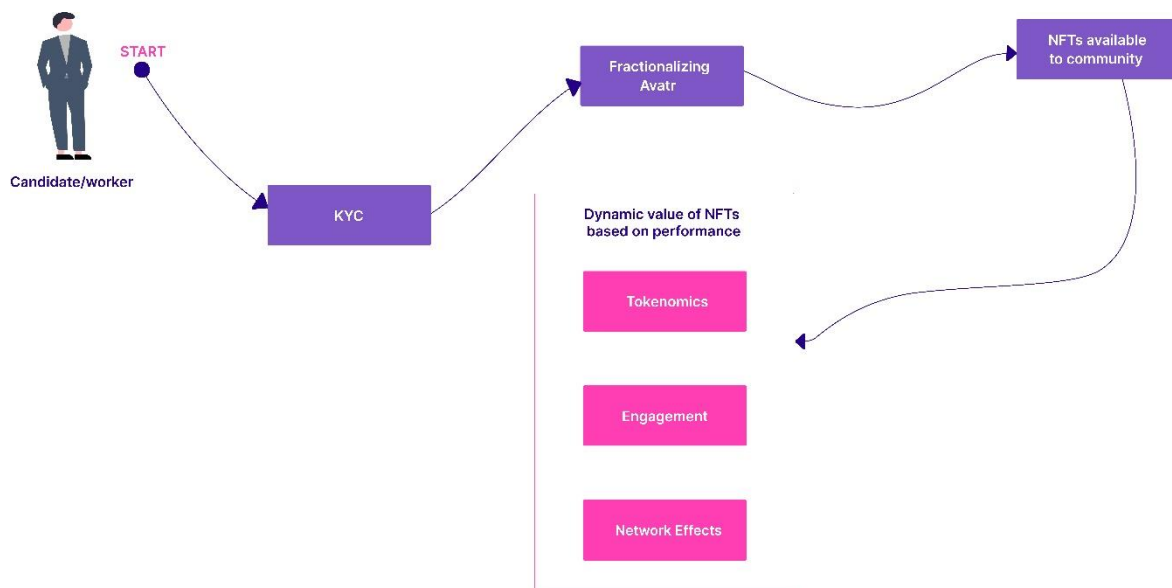 START
Candidate/worker
KYC
Fractionalizing
Avatr
NFTs available
to community
Dynamic value of NFTs
based on performance
Tokenomics
Engagement
Network Effects